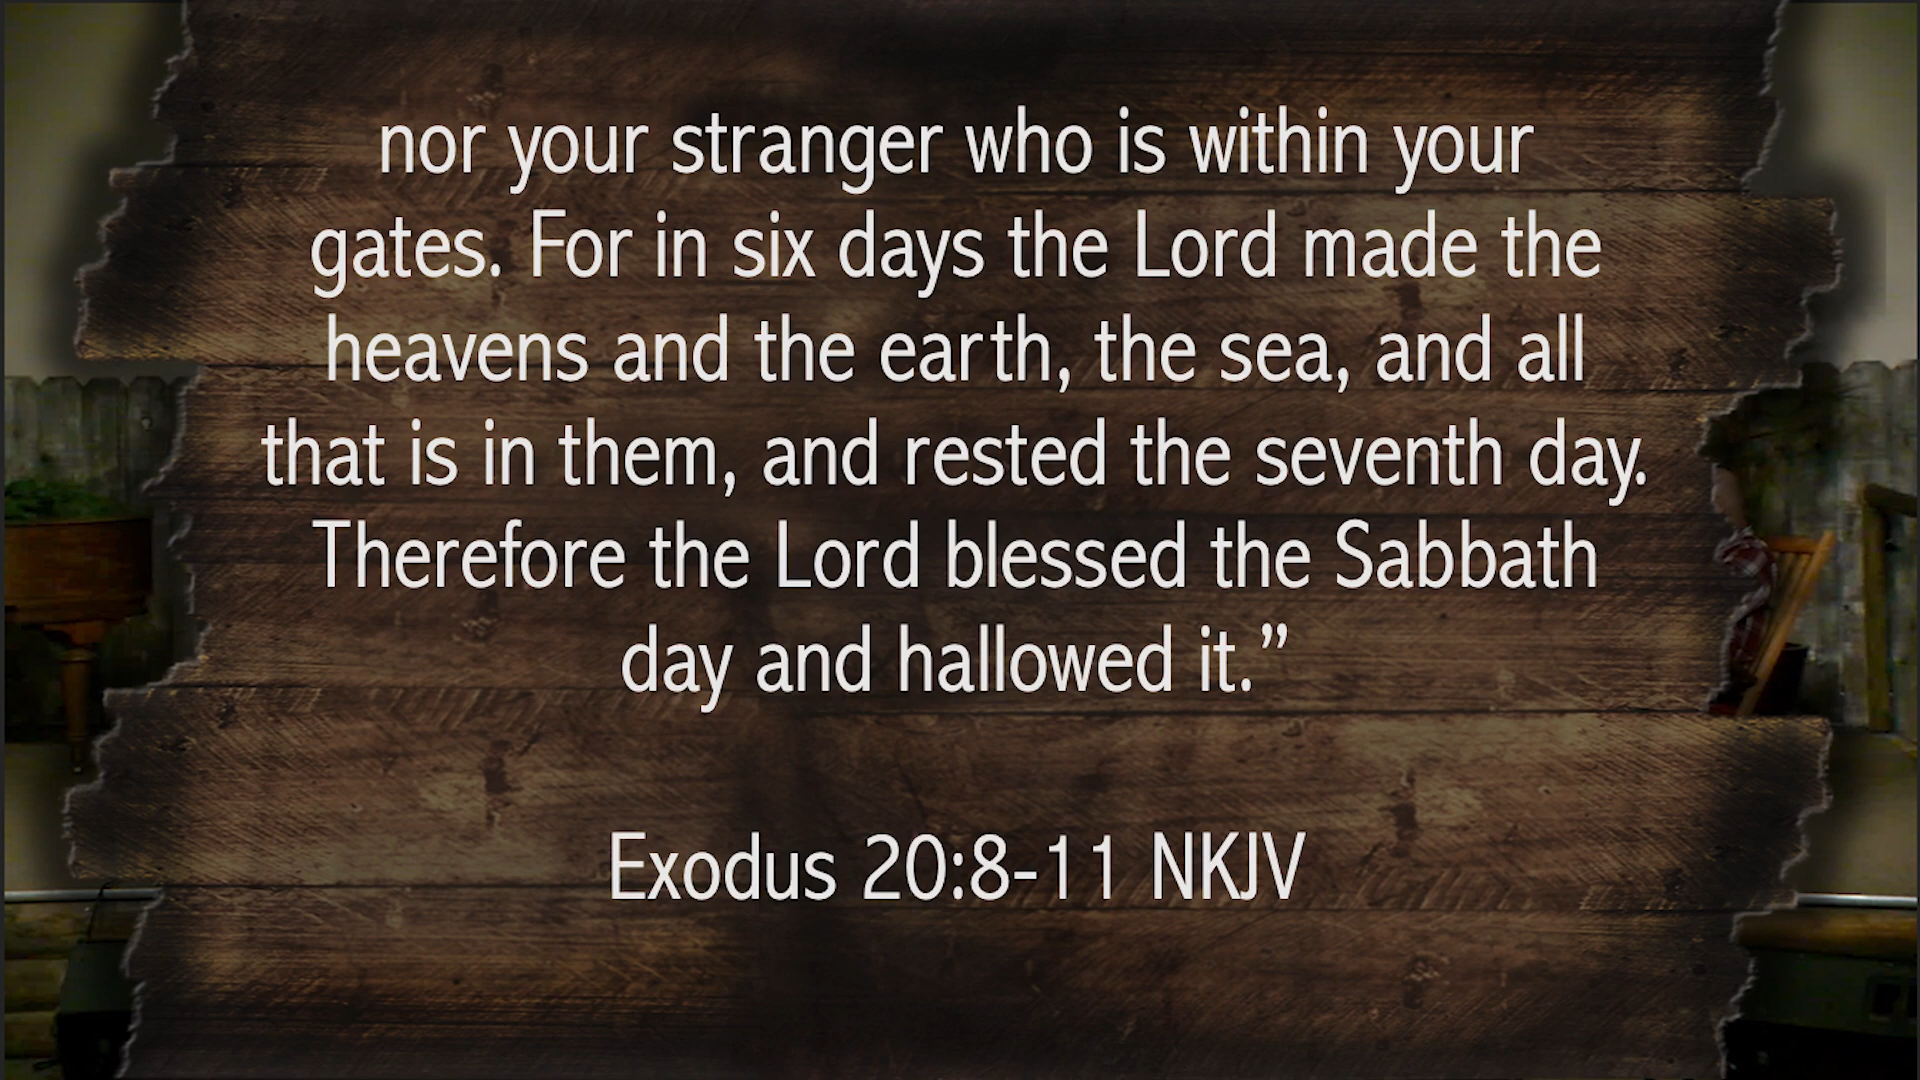 nor your stranger who is within your
gates. For in six days the Lord made the
heavens and the earth, the sea, and all
that is in them, and rested the seventh day.
Therefore the Lord blessed the Sabbath
day and hallowed it.”
Exodus 20:8-11 NKJV